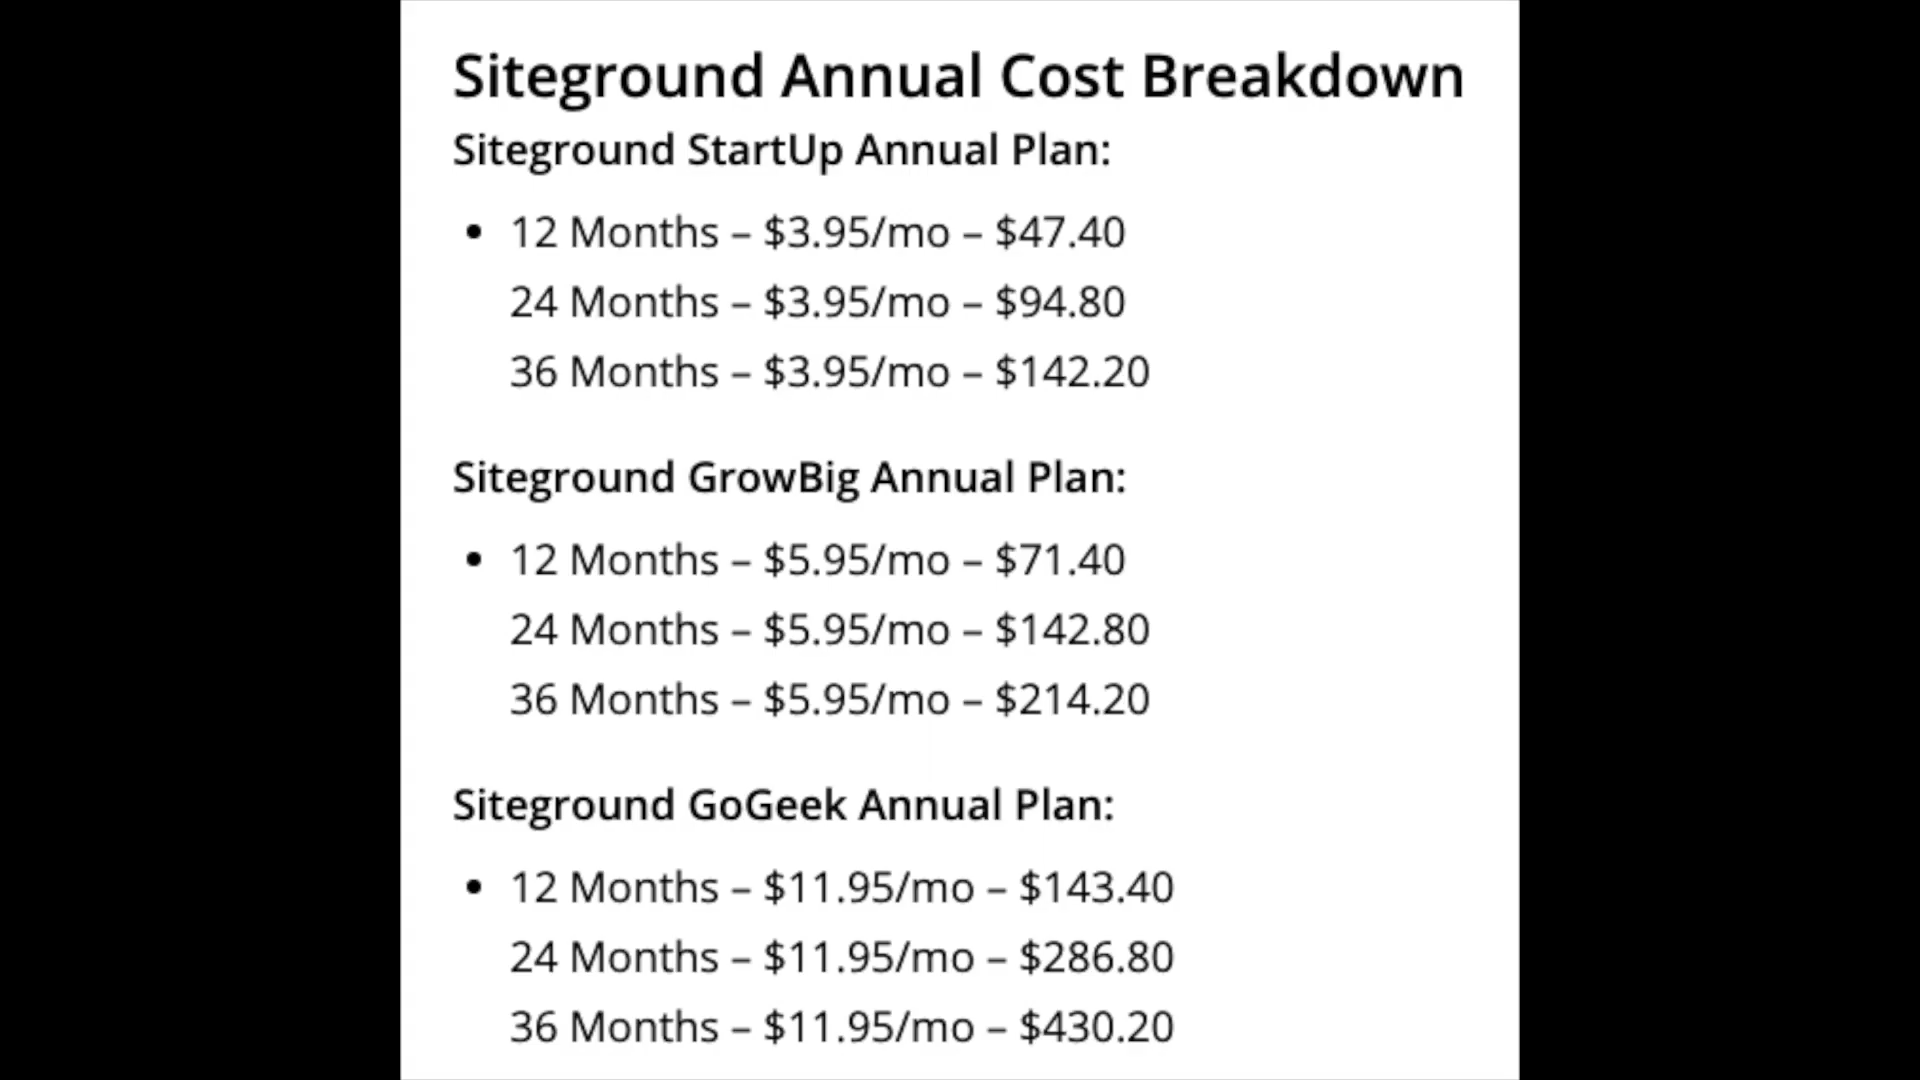 Siteground Annual Cost Breakdown
Siteground StartUp Annual Plan:
• 12 Months – $3.95/mo – $47.40
24 Months – $3.95/mo – $94.80
36 Months – $3.95/mo – $142.20
Siteground GrowBig Annual Plan:
• 12 Months – $5.95/mo – $71.40
24 Months – $5.95/mo – $142.80
36 Months – $5.95/mo – $214.20
Siteground GoGeek Annual Plan:
• 12 Months – $11.95/mo – $143.40
24 Months – $11.95/mo – $286.80
36 Months – $11.95/mo – $430.20